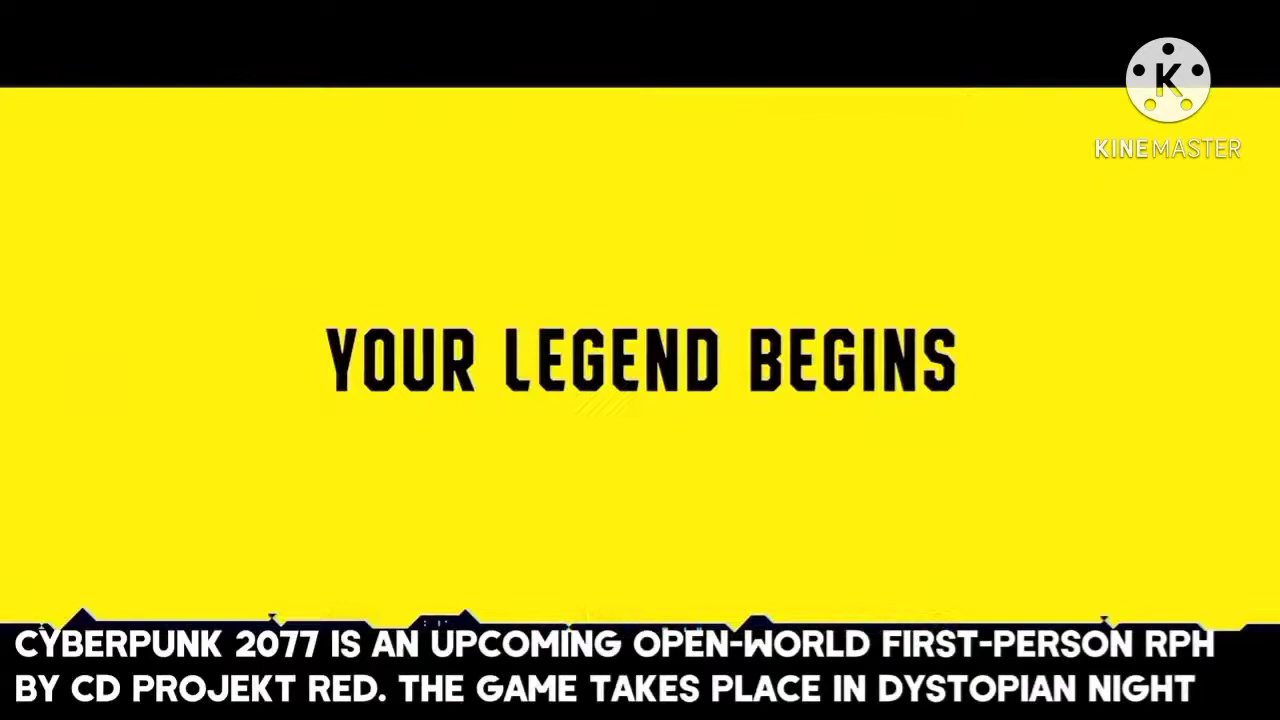 K
KINEMASTER
YOUR LEGEND BEGINS
CYBERPUNK 2077 IS AN UPCOMING OPEN-WORLD FIRST-PERSON RPH
BY CD PROJEKT RED. THE GAME TAKES PLACE IN DYSTOPIAN NIGHT